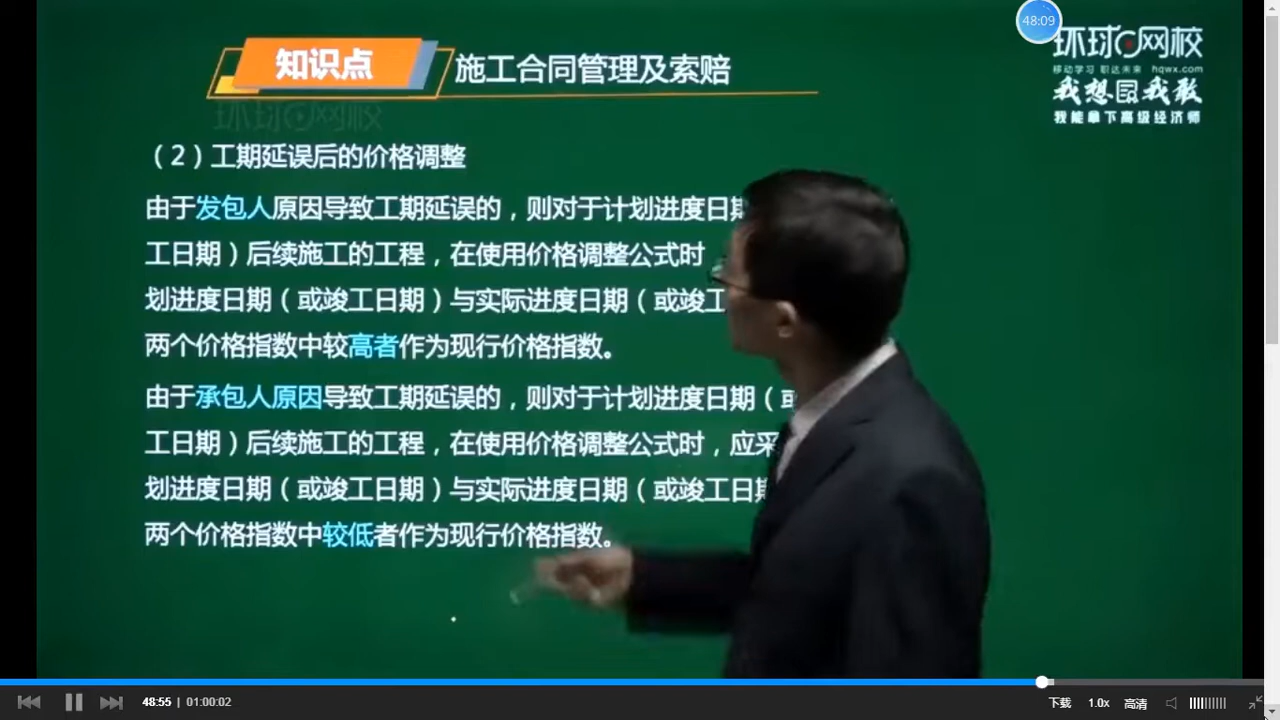 48:09
环球网校
移动学习 职达未来 hqwx.com
我想 我敢
我能拿下高级经济师
知识点
施工合同管理及索赔
环球网校
（2）工期延误后的价格调整
由于发包人原因导致工期延误的，则对于计划进度日期
工日期）后续施工的工程，在使用价格调整公式时
划进度日期（或竣工日期）与实际进度日期（或竣工
两个价格指数中较高者作为现行价格指数。
由于承包人原因导致工期延误的，则对于计划进度日期（或
工日期）后续施工的工程，在使用价格调整公式时，应采
划进度日期（或竣工日期）与实际进度日期（或竣工日期
两个价格指数中较低者作为现行价格指数。
48:55 | 01:00:02
下载 1.0x 高清